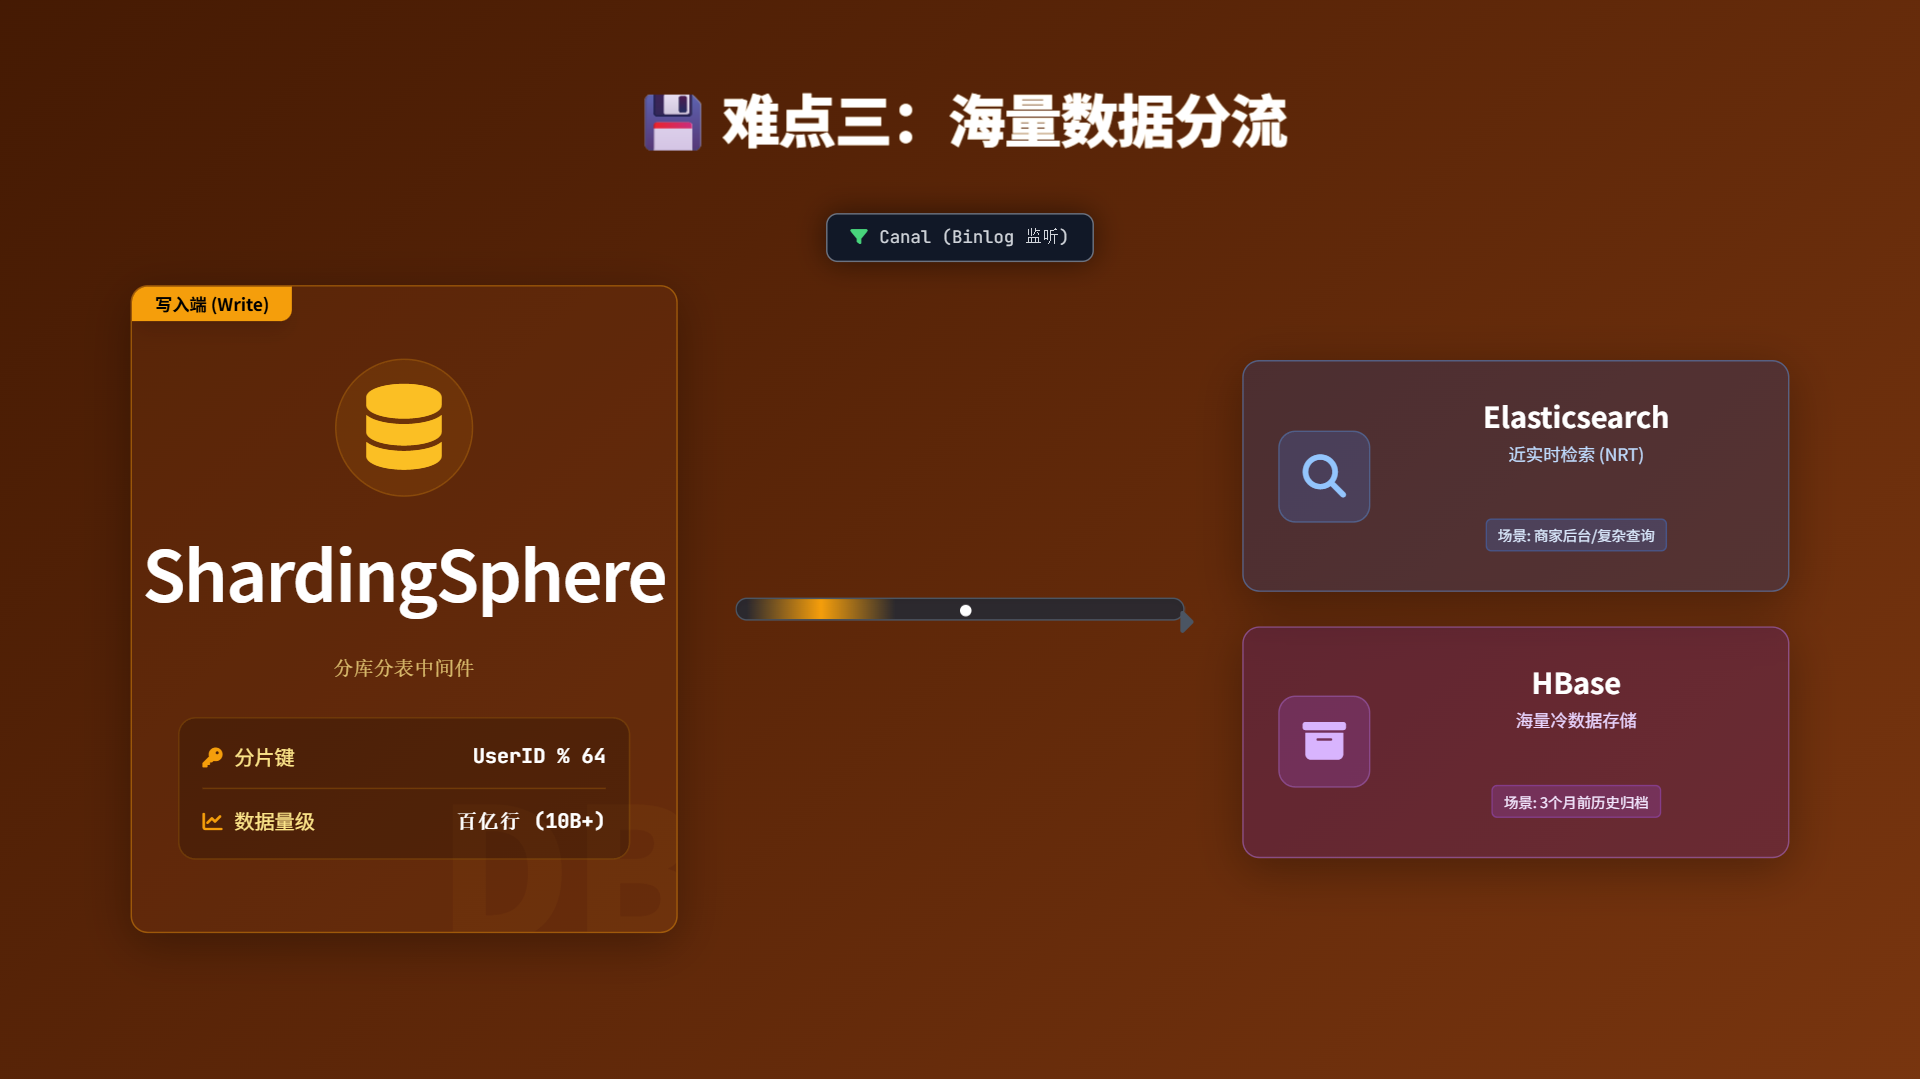 难点三：海量数据分流
Canal (Binlog 监听)
写入端 (Write)
ShardingSphere
分库分表中间件
分片键 UserID % 64
数据量级 百亿行 (10B+)
DB
Elasticsearch
近实时检索 (NRT)
场景: 商家后台/复杂查询
HBase
海量冷数据存储
场景: 3个月前历史归档